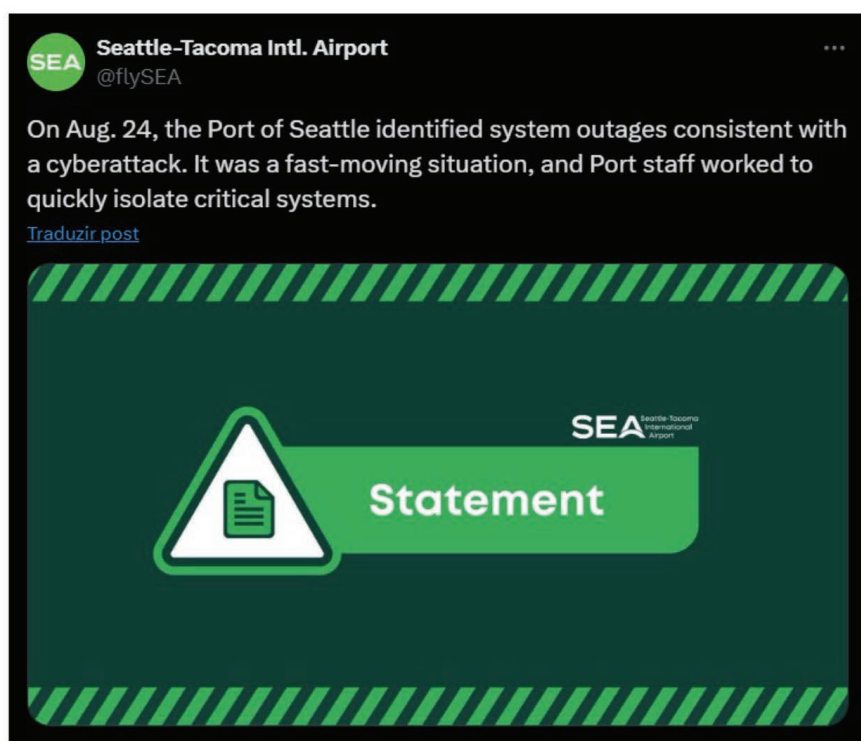 SEA
Seattle-Tacoma Intl. Airport
@flySEA
On Aug. 24, the Port of Seattle identified system outages consistent with
a cyberattack. It was a fast-moving situation, and Port staff worked to
quickly isolate critical systems.
Traduzir post
SEA
Seattle-Tacoma
International
Airport
Statement